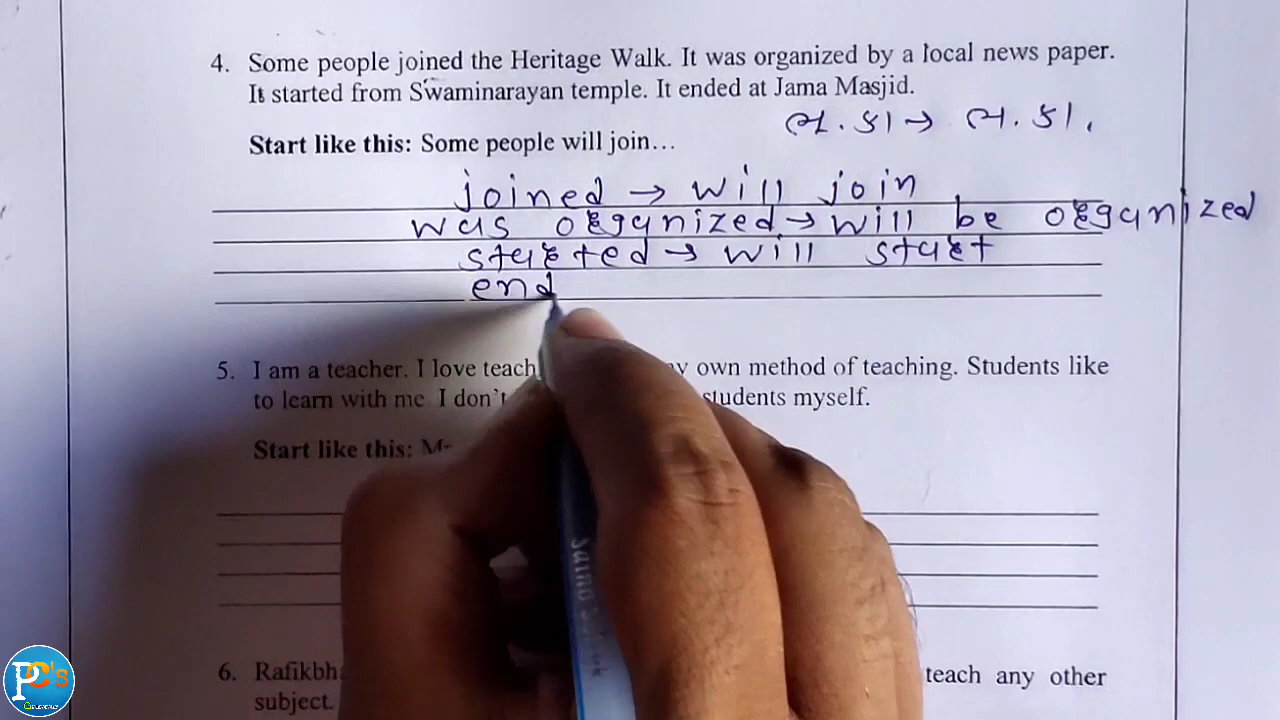 4. Some people joined the Heritage Walk. It was organized by a local news paper.
It started from Swaminarayan temple. It ended at Jama Masjid.
ભૂ.કા → ભ.કા.
Start like this: Some people will join…
joined → will join
was organized → will be organized
started → will start
end
5. I am a teacher. I love teach own method of teaching. Students like
to learn with me. I don't students myself.
Start like this:
6. Rafikbh teach any other
subject.
PC's